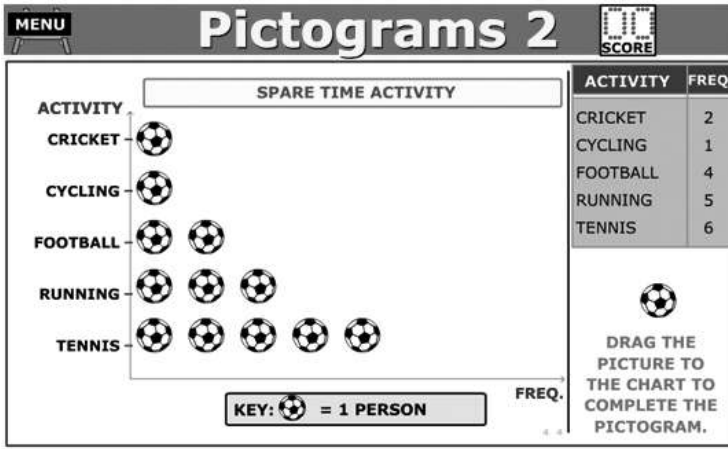 MENU
Pictograms 2
SCORE
SPARE TIME ACTIVITY
ACTIVITY
CRICKET
CYCLING
FOOTBALL
RUNNING
TENNIS
FREQ.
KEY: = 1 PERSON
ACTIVITY FREQ
CRICKET 2
CYCLING 1
FOOTBALL 4
RUNNING 5
TENNIS 6
DRAG THE
PICTURE TO
THE CHART TO
COMPLETE THE
PICTOGRAM.